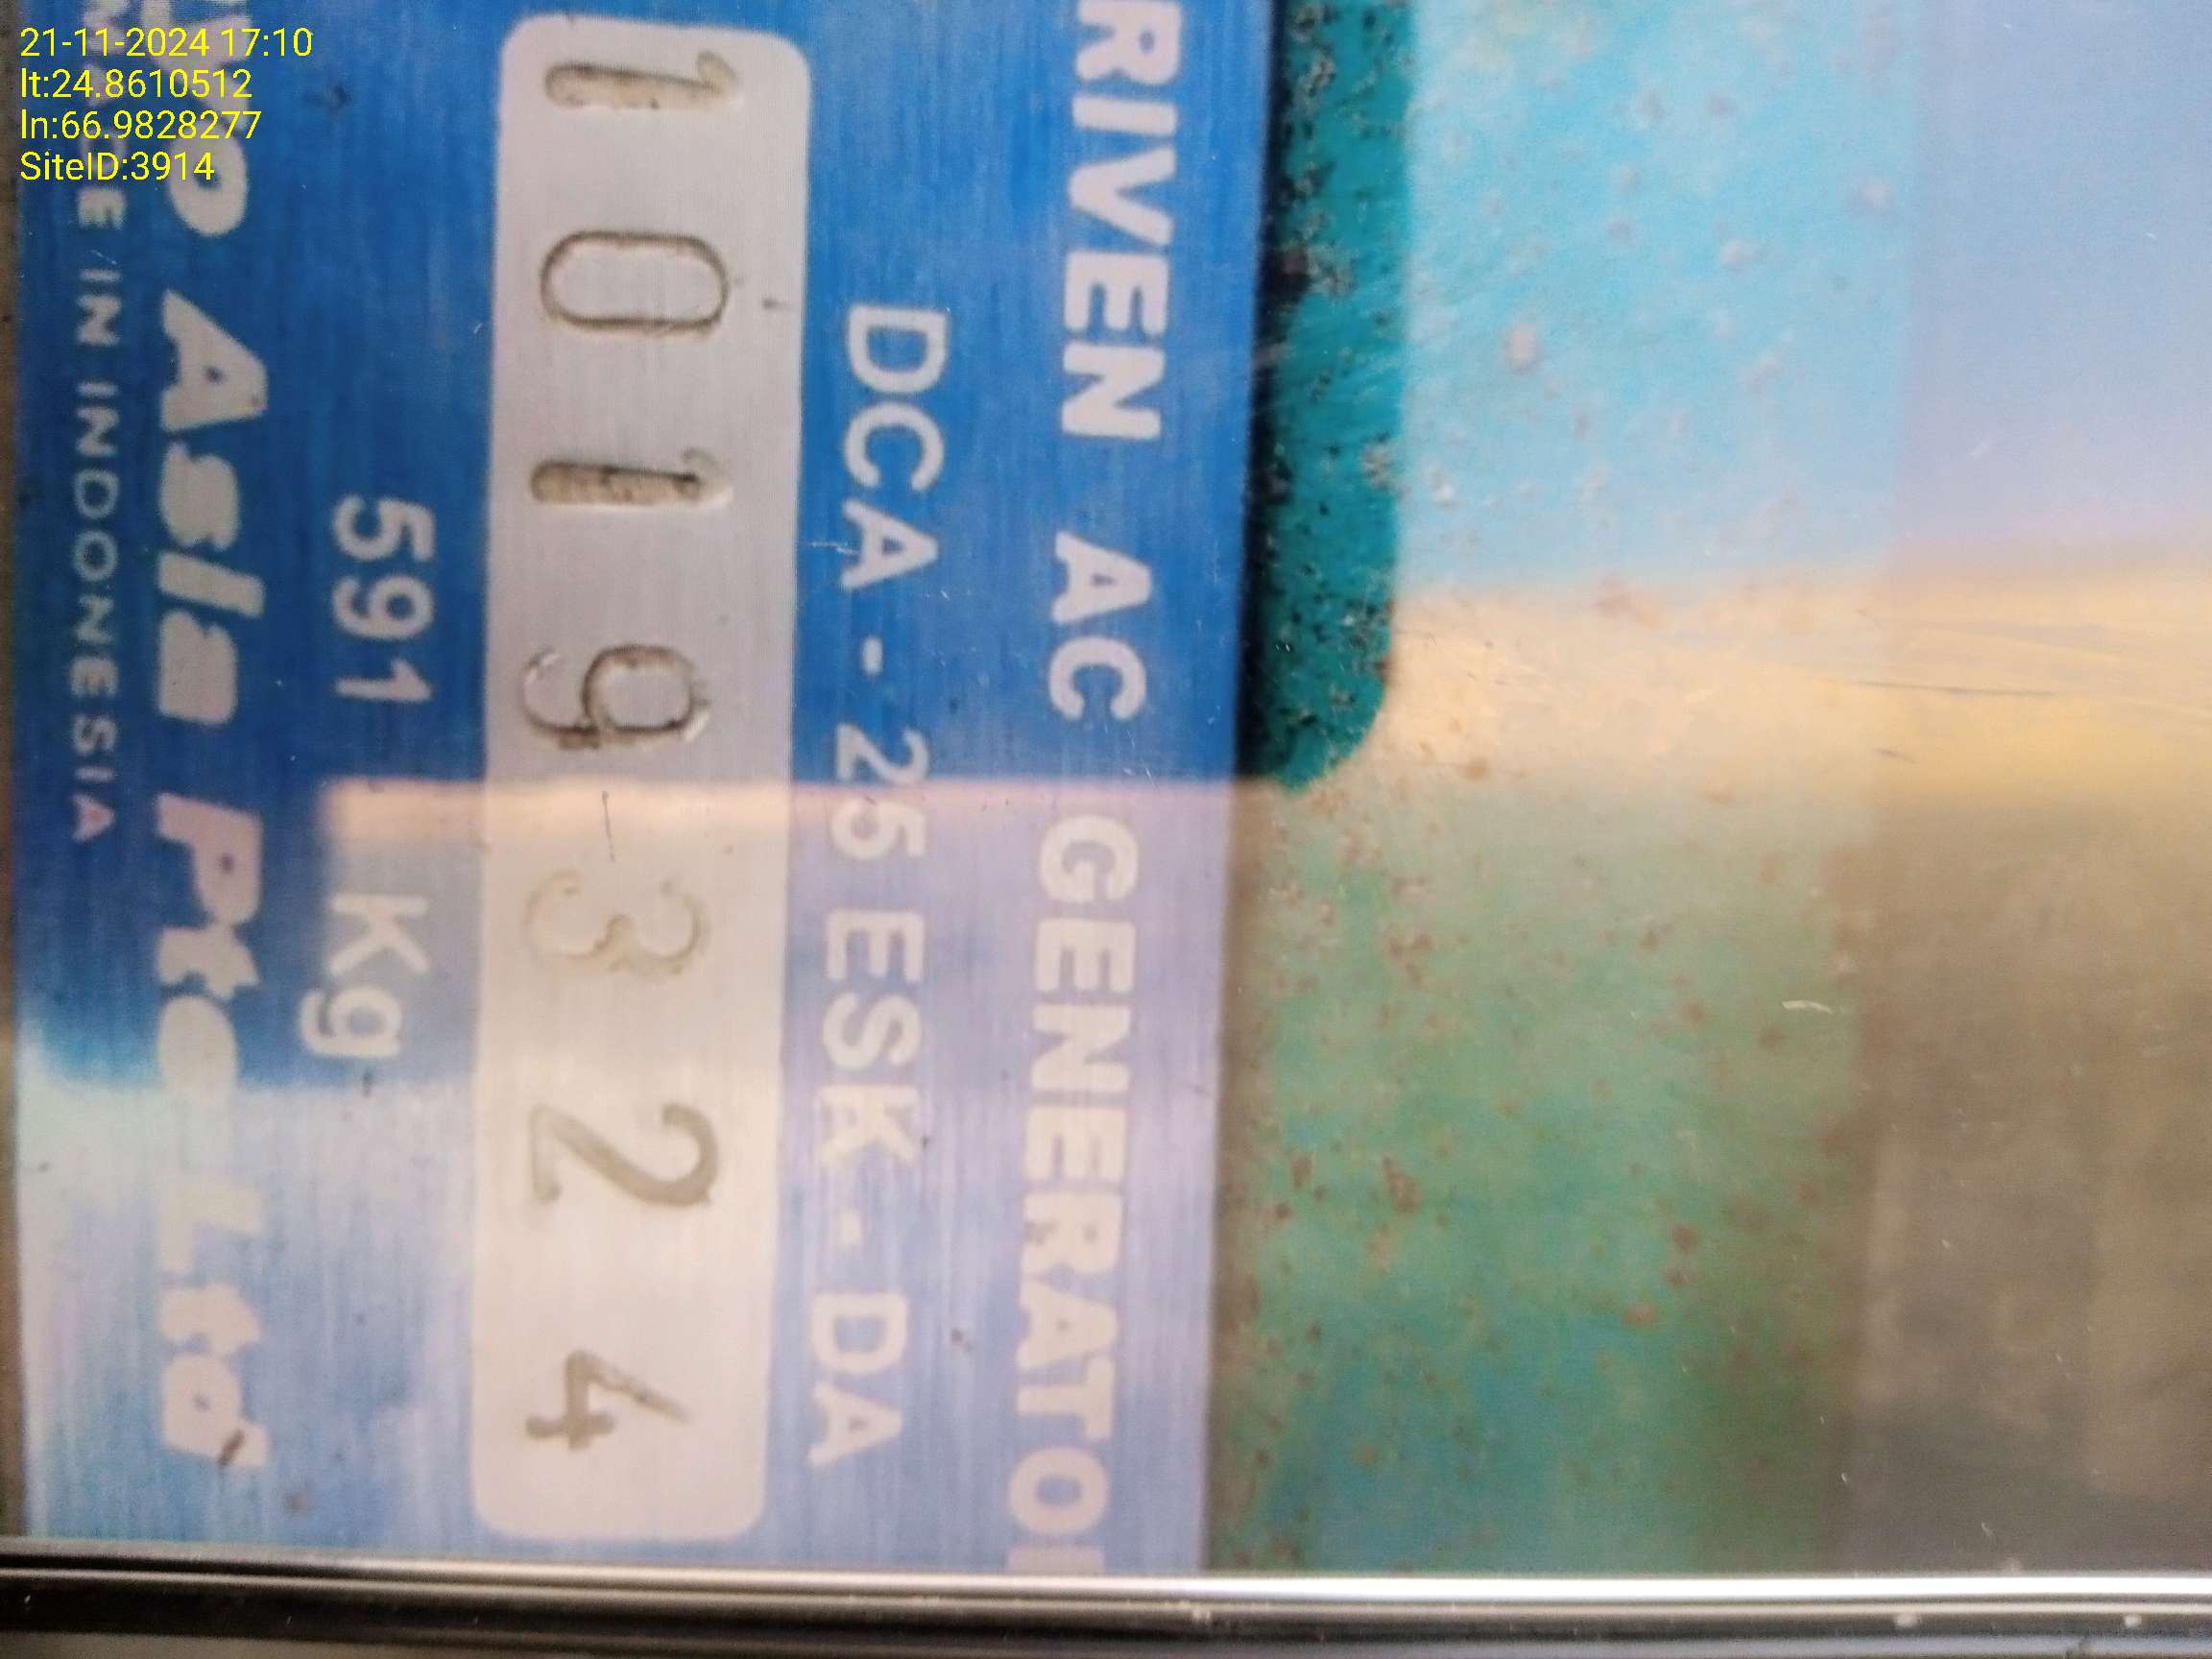 21-11-2024 17:10
lt:24.8610512
ln:66.9828277
SiteID:3914
RIVEN AC GENERATO
DCA - 25 ESK - DA
1019324
591 Kg
Asia Pte Ltd
IN INDONESIA